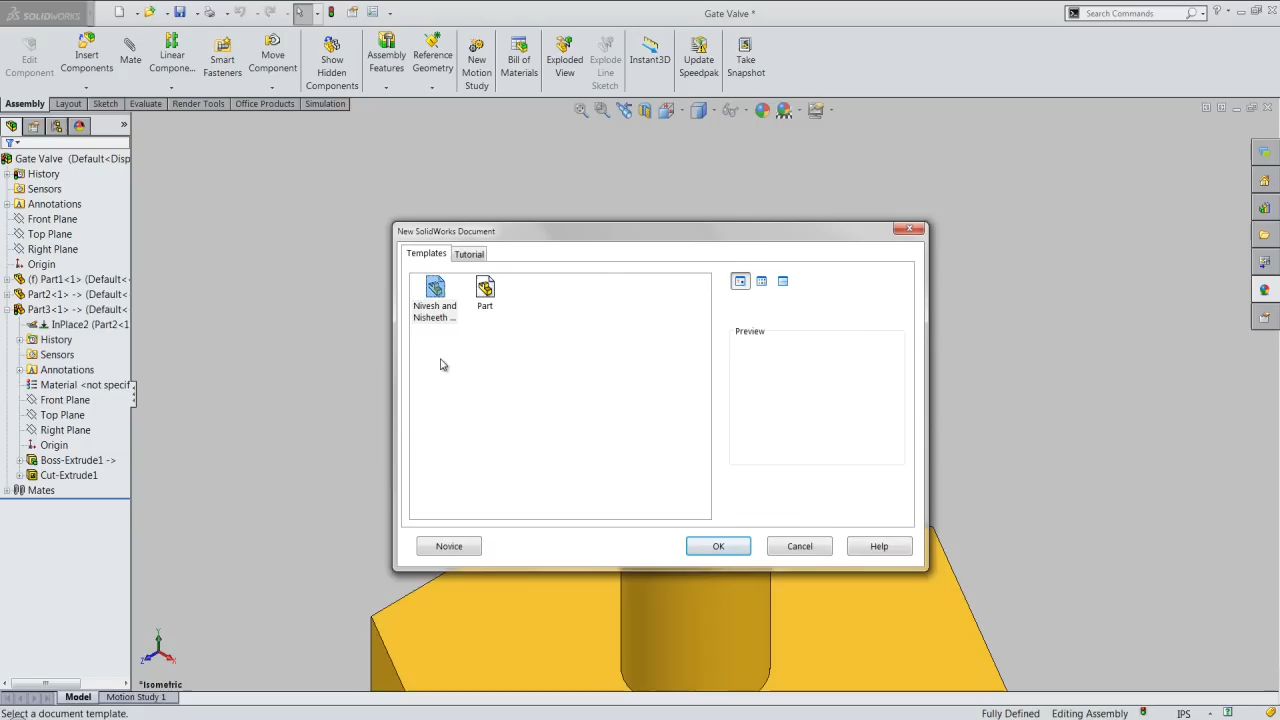 SOLIDWORKS
Gate Valve *
Search Commands
Edit
Component
Insert
Components
Mate
Linear
Compone...
Smart
Fasteners
Move
Component
Show
Hidden
Components
Assembly
Features
Reference
Geometry
New
Motion
Study
Bill of
Materials
Exploded
View
Explode
Line
Sketch
Instant3D
Update
Speedpak
Take
Snapshot
Assembly
Layout
Sketch
Evaluate
Render Tools
Office Products
Simulation
Gate Valve (Default<Disp
History
Sensors
Annotations
Front Plane
Top Plane
Right Plane
Origin
(f) Part1<1> (Default<
Part2<1> -> (Default<
Part3<1> -> (Default<
InPlace2 (Part2<1
History
Sensors
Annotations
Material <not specif
Front Plane
Top Plane
Right Plane
Origin
Boss-Extrude1 ->
Cut-Extrude1
Mates
New SolidWorks Document
Templates
Tutorial
Nivesh and
Nisheeth ...
Part
Preview
Novice
OK
Cancel
Help
Y
Z
X
*Isometric
Model
Motion Study 1
Select a document template.
Fully Defined
Editing Assembly
IPS